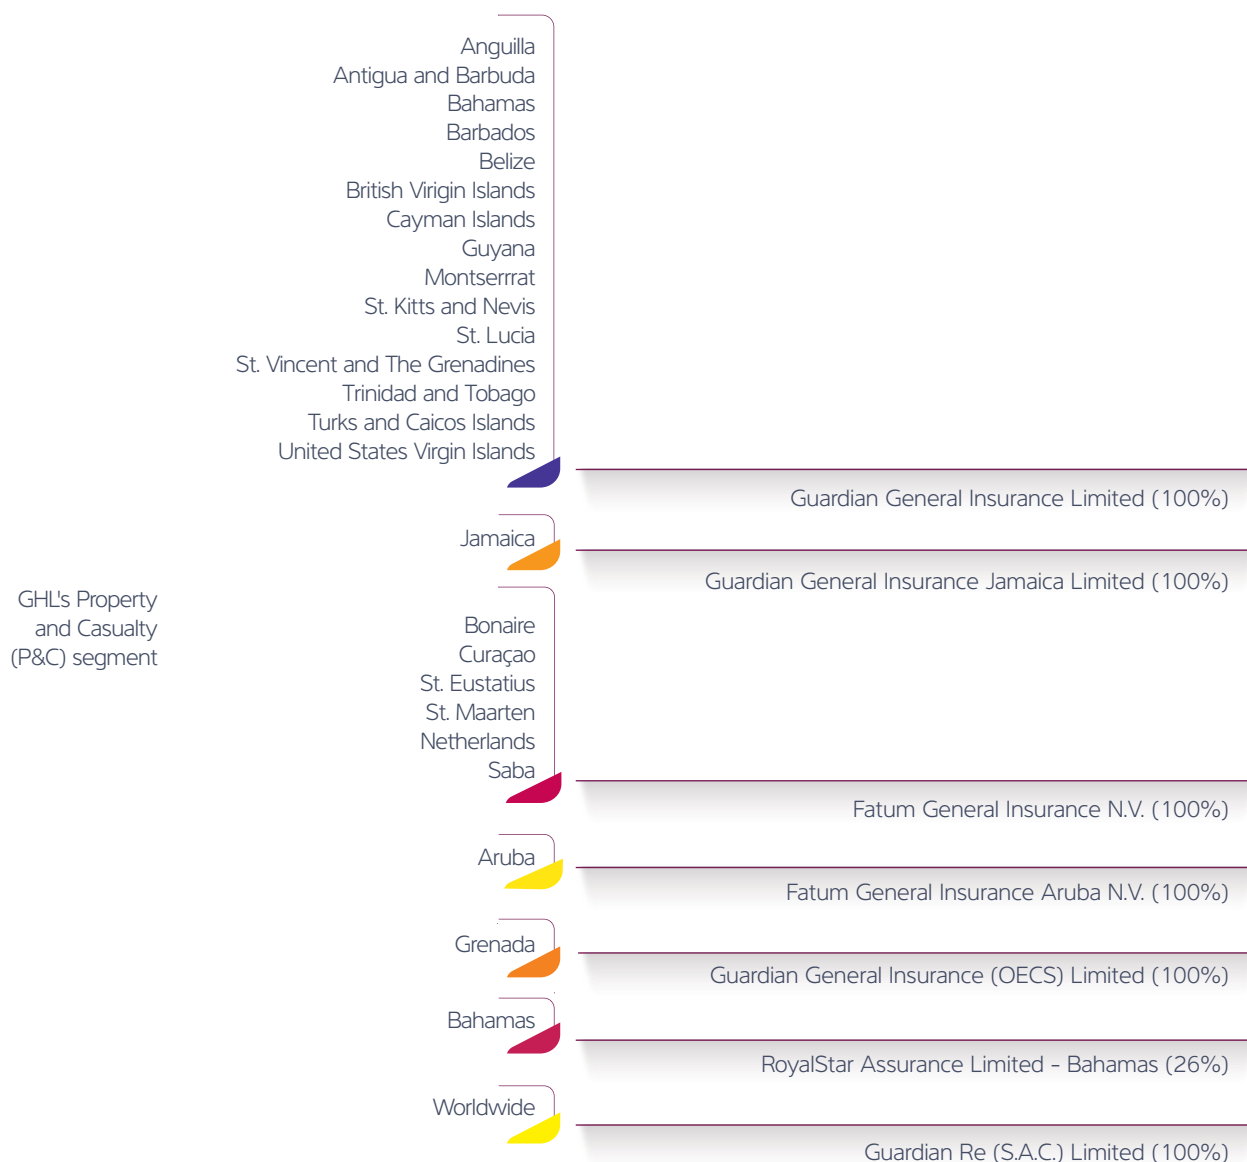 GHL's Property
and Casualty
(P&C) segment
Anguilla
Antigua and Barbuda
Bahamas
Barbados
Belize
British Virigin Islands
Cayman Islands
Guyana
Montserrrat
St. Kitts and Nevis
St. Lucia
St. Vincent and The Grenadines
Trinidad and Tobago
Turks and Caicos Islands
United States Virgin Islands
Guardian General Insurance Limited (100%)
Jamaica
Guardian General Insurance Jamaica Limited (100%)
Bonaire
Curaçao
St. Eustatius
St. Maarten
Netherlands
Saba
Fatum General Insurance N.V. (100%)
Aruba
Fatum General Insurance Aruba N.V. (100%)
Grenada
Guardian General Insurance (OECS) Limited (100%)
Bahamas
RoyalStar Assurance Limited - Bahamas (26%)
Worldwide
Guardian Re (S.A.C.) Limited (100%)